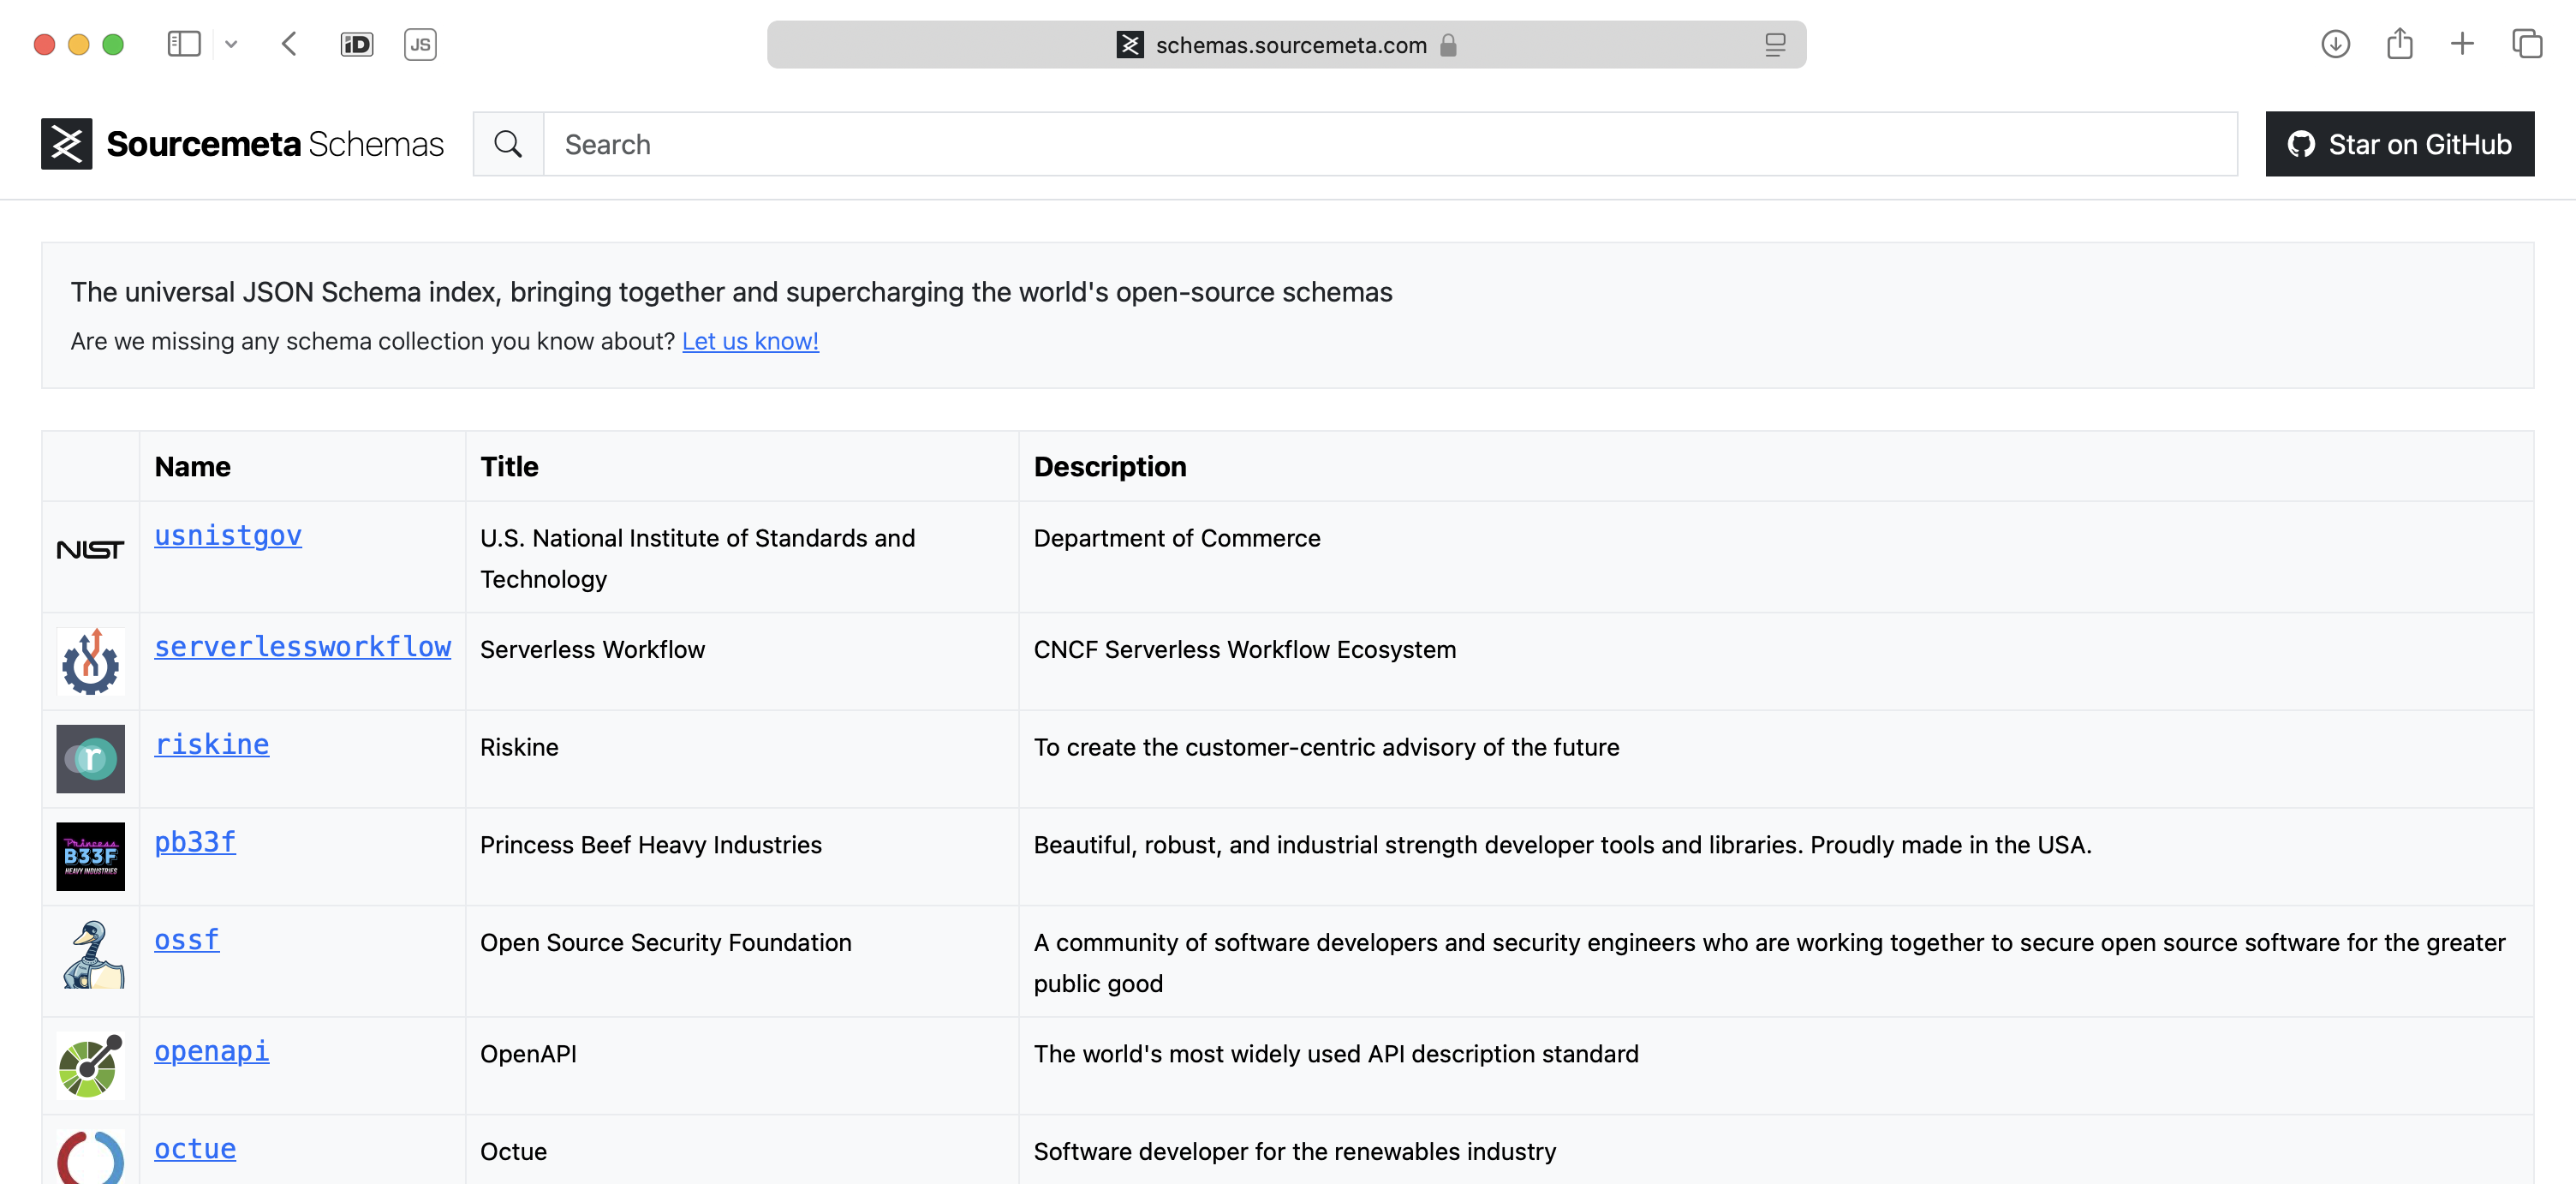 iD
JS
schemas.sourcemeta.com
Sourcemeta Schemas
Search
Star on GitHub
The universal JSON Schema index, bringing together and supercharging the world's open-source schemas
Are we missing any schema collection you know about? Let us know!
Name Title Description
NIST usnistgov U.S. National Institute of Standards and Department of Commerce
Technology
serverlessworkflow Serverless Workflow CNCF Serverless Workflow Ecosystem
r riskine Riskine To create the customer-centric advisory of the future
Princess
B33F
HEAVY INDUSTRIES
pb33f Princess Beef Heavy Industries Beautiful, robust, and industrial strength developer tools and libraries. Proudly made in the USA.
ossf Open Source Security Foundation A community of software developers and security engineers who are working together to secure open source software for the greater
public good
openapi OpenAPI The world's most widely used API description standard
octue Octue Software developer for the renewables industry